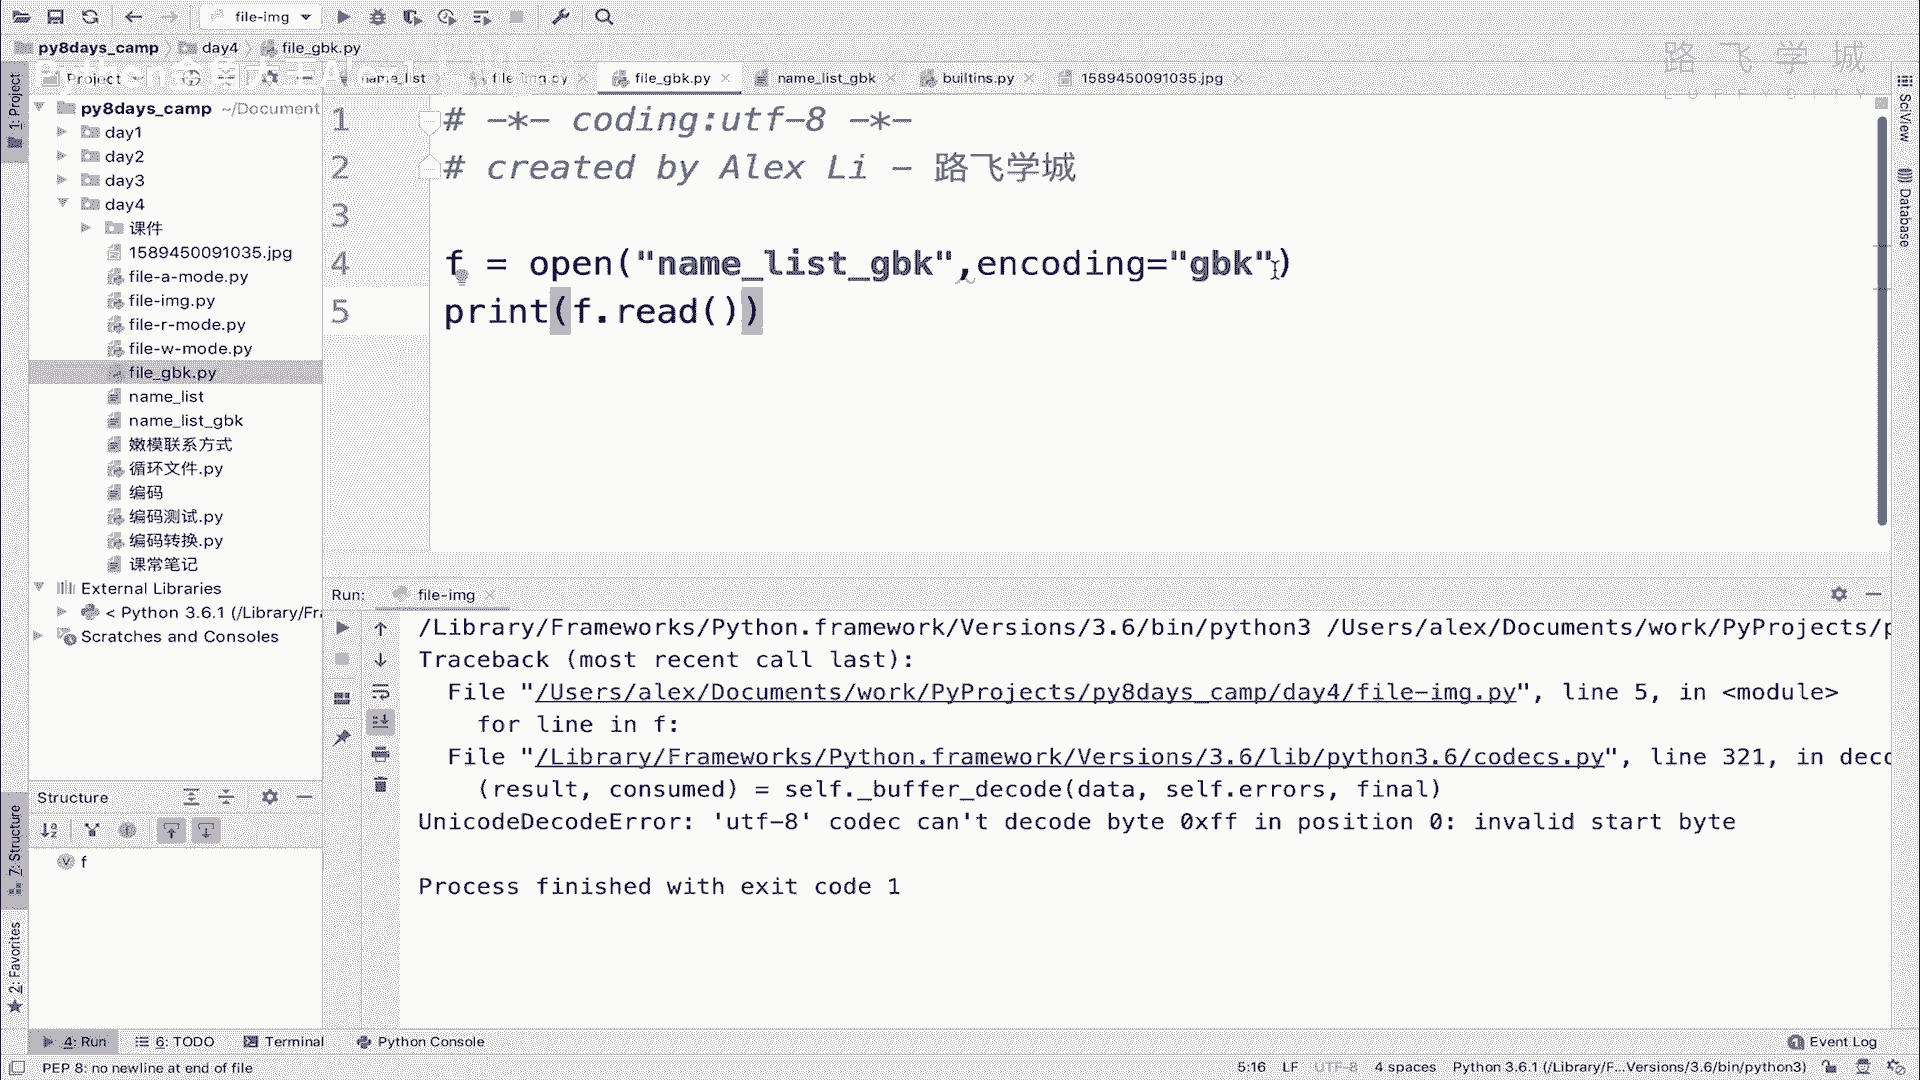 file-img
py8days_camp
day4
file_gbk.py
路飞学城
LUFFYCITY
Project
name_list
file-img.py
file_gbk.py
name_list_gbk
builtins.py
1589450091035.jpg
1: Project
py8days_camp ~/Document
day1
day2
day3
day4
课件
1589450091035.jpg
file-a-mode.py
file-img.py
file-r-mode.py
file-w-mode.py
file_gbk.py
name_list
name_list_gbk
嫩模联系方式
循环文件.py
编码
编码测试.py
编码转换.py
课常笔记
External Libraries
< Python 3.6.1 (/Library/Fra
Scratches and Consoles
1 # -*- coding:utf-8 -*-
2 # created by Alex Li - 路飞学城
3
4 f = open("name_list_gbk",encoding="gbk")
5 print(f.read())
SciView
Database
Run: file-img
/Library/Frameworks/Python.framework/Versions/3.6/bin/python3 /Users/alex/Documents/work/PyProjects/p
Traceback (most recent call last):
File "/Users/alex/Documents/work/PyProjects/py8days_camp/day4/file-img.py", line 5, in <module>
for line in f:
File "/Library/Frameworks/Python.framework/Versions/3.6/lib/python3.6/codecs.py", line 321, in deco
(result, consumed) = self._buffer_decode(data, self.errors, final)
UnicodeDecodeError: 'utf-8' codec can't decode byte 0xff in position 0: invalid start byte
Process finished with exit code 1
Structure
f
7: Structure
2: Favorites
4: Run
6: TODO
Terminal
Python Console
Event Log
PEP 8: no newline at end of file
5:16 LF UTF-8 4 spaces Python 3.6.1 (/Library/F...Versions/3.6/bin/python3)